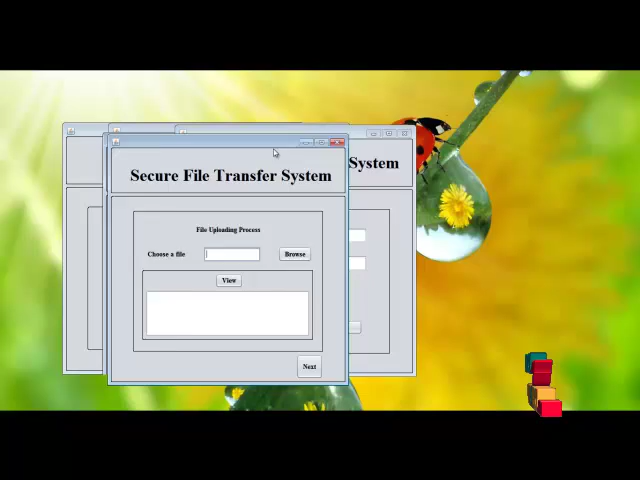 System
Secure File Transfer System
File Uploading Process
Choose a file
Browse
View
Next